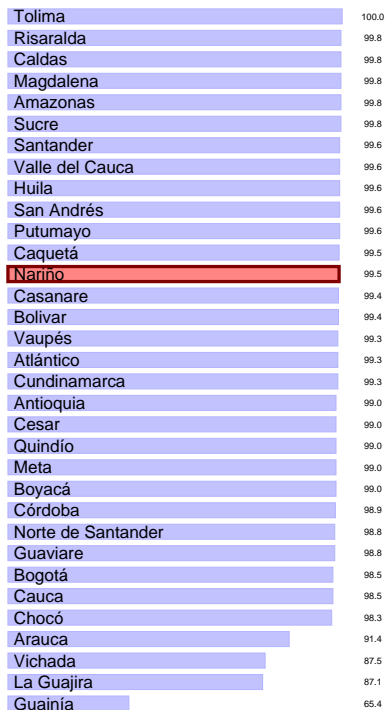 Tolima 100.0
Risaralda 99.8
Caldas 99.8
Magdalena 99.8
Amazonas 99.8
Sucre 99.8
Santander 99.6
Valle del Cauca 99.6
Huila 99.6
San Andrés 99.6
Putumayo 99.6
Caquetá 99.5
Nariño 99.5
Casanare 99.4
Bolivar 99.4
Vaupés 99.3
Atlántico 99.3
Cundinamarca 99.3
Antioquia 99.0
Cesar 99.0
Quindío 99.0
Meta 99.0
Boyacá 99.0
Córdoba 98.9
Norte de Santander 98.8
Guaviare 98.8
Bogotá 98.5
Cauca 98.5
Chocó 98.3
Arauca 91.4
Vichada 87.5
La Guajira 87.1
Guainía 65.4